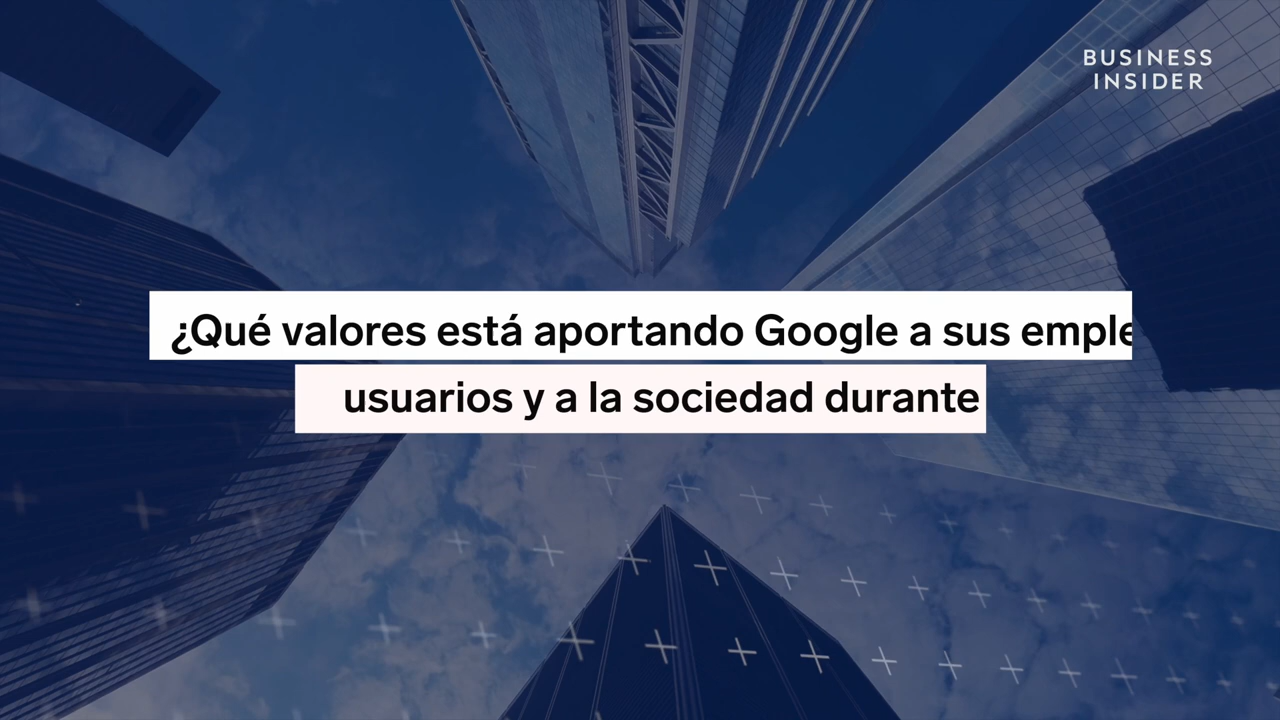 BUSINESS
INSIDER
¿Qué valores está aportando Google a sus emple
usuarios y a la sociedad durante